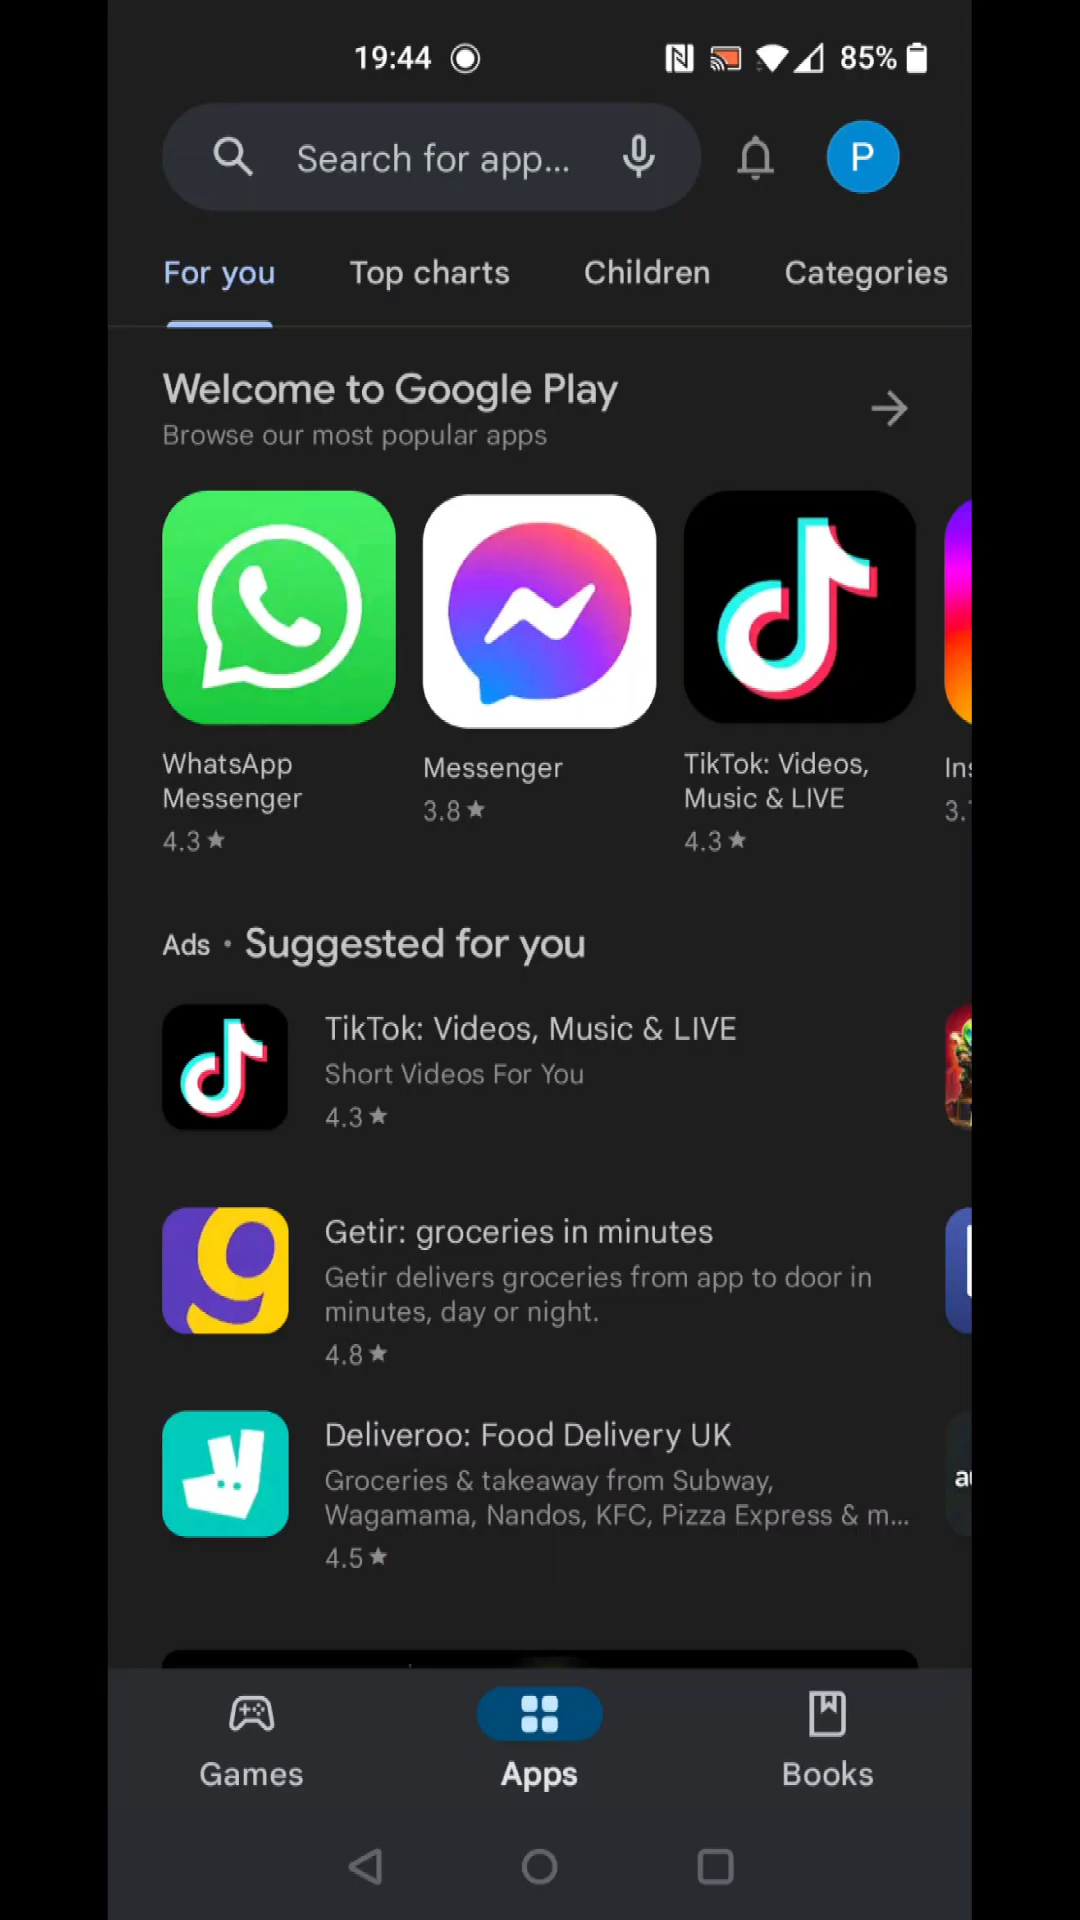 19:44
85%
Search for app...
P
For you
Top charts
Children
Categories
Welcome to Google Play
Browse our most popular apps
WhatsApp
Messenger
4.3★
Messenger
3.8★
TikTok: Videos,
Music & LIVE
4.3★
Ins
3.7
Ads • Suggested for you
TikTok: Videos, Music & LIVE
Short Videos For You
4.3★
Getir: groceries in minutes
Getir delivers groceries from app to door in
minutes, day or night.
4.8★
Deliveroo: Food Delivery UK
Groceries & takeaway from Subway,
Wagamama, Nandos, KFC, Pizza Express & m...
4.5★
Games
Apps
Books